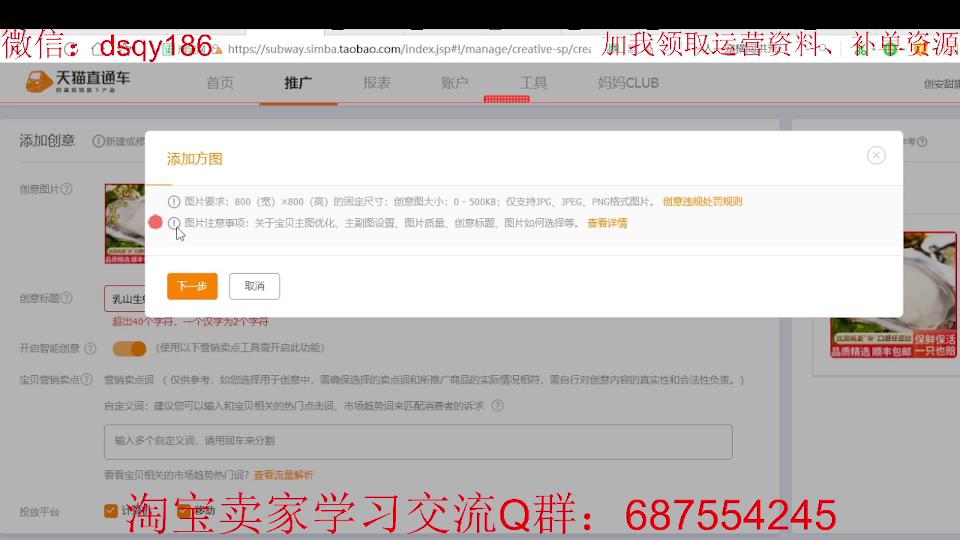 微信：dsqy186
加我领取运营资料、补单资源
https://subway.simba.taobao.com/index.jsp#!/manage/creative-sp/crea
天猫直通车
首页 推广 报表 账户 工具 妈妈CLUB
添加创意
添加方图
创意图片
图片要求：800（宽）×800（高）的固定尺寸；创意图大小：0 - 500KB；仅支持JPG、JPEG、PNG格式图片。 创意违规处罚规则
图片注意事项：关于宝贝主图优化、主副图设置、图片质量、创意标题、图片如何选择等。 查看详情
下一步 取消
创意标题
乳山生
超出40个字符，一个汉字为2个字符
开启智能创意 (使用以下营销卖点工具需开启此功能)
保鲜保活
品质精选 顺丰包邮 一只也赔
宝贝营销卖点 营销卖点词 （ 仅供参考，如您选择用于创意中，需确保选择的卖点词和所推广商品的实际情况相符，需自行对创意内容的真实性和合法性负责。）
自定义词：建议您可以输入和宝贝相关的热门点击词、市场趋势词来匹配消费者的诉求
输入多个自定义词，请用回车来分割
看看宝贝相关的市场趋势热门词？ 查看流量解析
投放平台 移动
淘宝卖家学习交流Q群：687554245